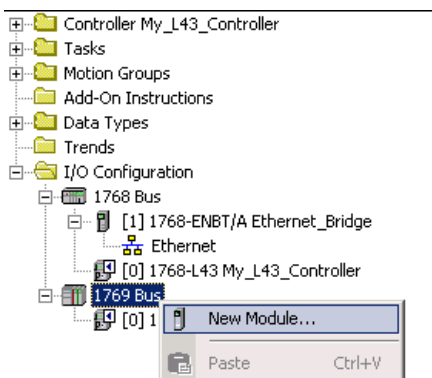 Controller My_L43_Controller
Tasks
Motion Groups
Add-On Instructions
Data Types
Trends
I/O Configuration
1768 Bus
[1] 1768-ENBT/A Ethernet_Bridge
Ethernet
[0] 1768-L43 My_L43_Controller
1769 Bus
[0] 1
New Module...
Paste Ctrl+V